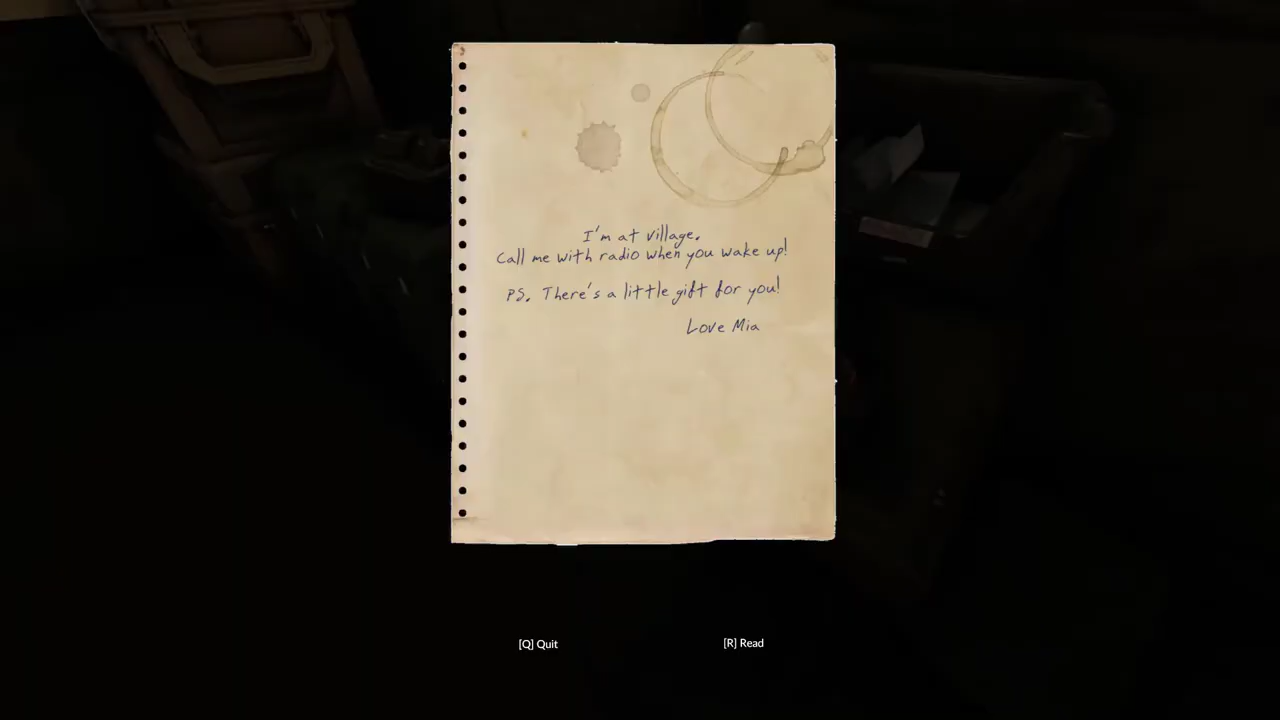 I'm at village.
Call me with radio when you wake up!
PS. There's a little gift for you!
Love Mia
[Q] Quit
[R] Read